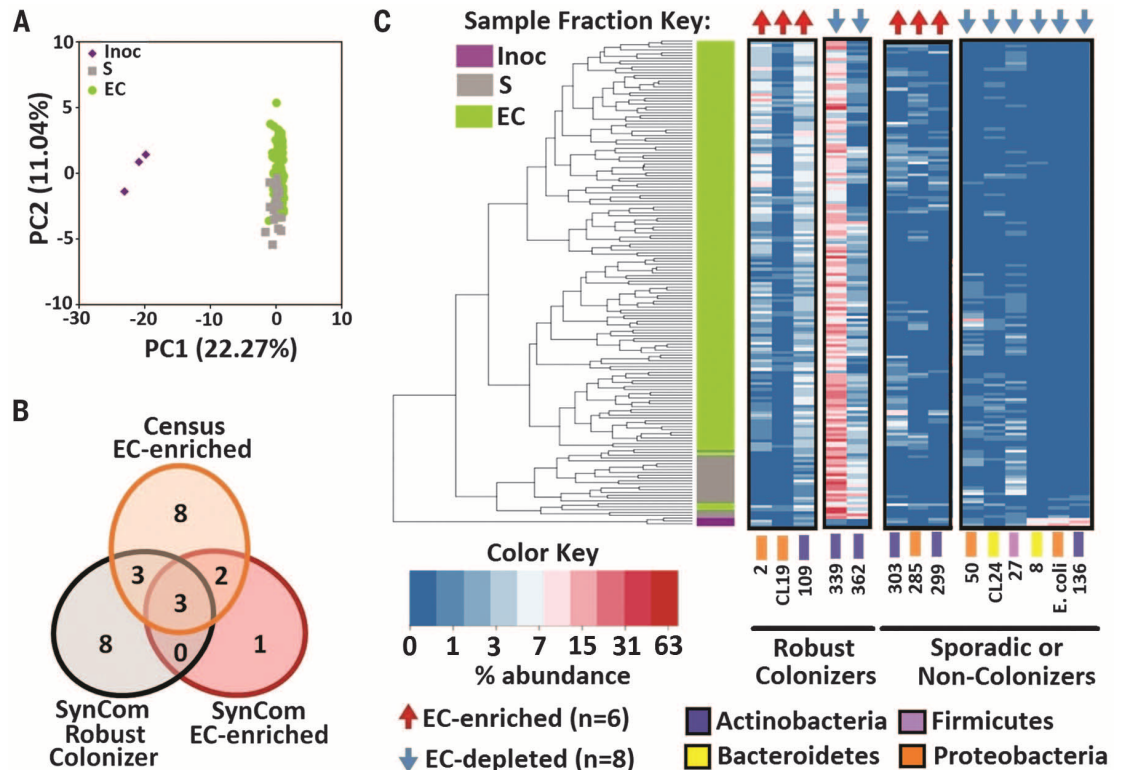 A
10
5
0
-5
-10
-30
-20
-10
0
10
PC2 (11.04%)
PC1 (22.27%)
Inoc
S
EC
B
Census
EC-enriched
8
3
2
3
8
0
1
SynCom
Robust
Colonizer
SynCom
EC-enriched
C
Sample Fraction Key:
Inoc
S
EC
2
CL19
109
339
362
303
285
299
50
CL24
27
8
E. coli
136
Robust
Colonizers
Sporadic or
Non-Colonizers
Color Key
0 1 3 7 15 31 63
% abundance
EC-enriched (n=6)
EC-depleted (n=8)
Actinobacteria
Bacteroidetes
Firmicutes
Proteobacteria